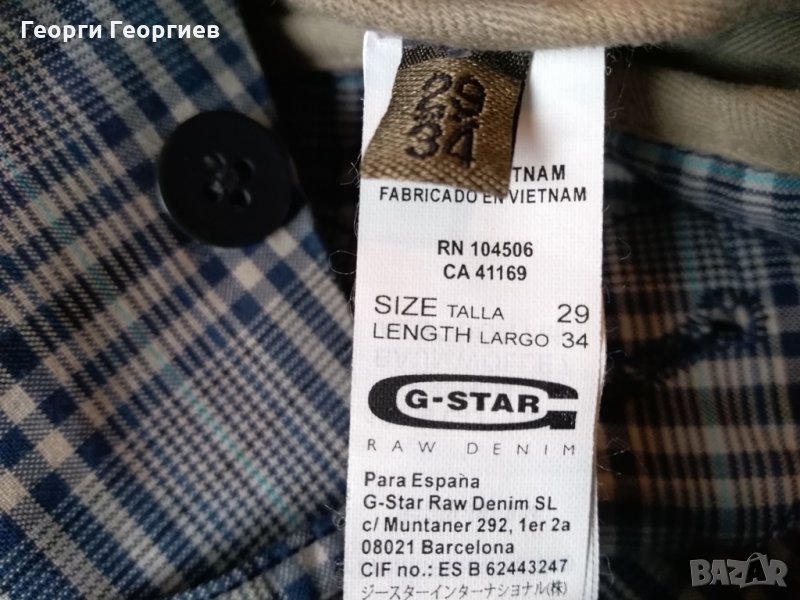 Георги Георгиев
29
34
TNAM
FABRICADO EN VIETNAM
RN 104506
CA 41169
SIZE TALLA 29
LENGTH LARGO 34
G-STAR
RAW DENIM
Para España
G-Star Raw Denim SL
c/ Muntaner 292, 1er 2a
08021 Barcelona
CIF no.: ES B 62443247
ジースターインターナショナル(株)
BAZAR